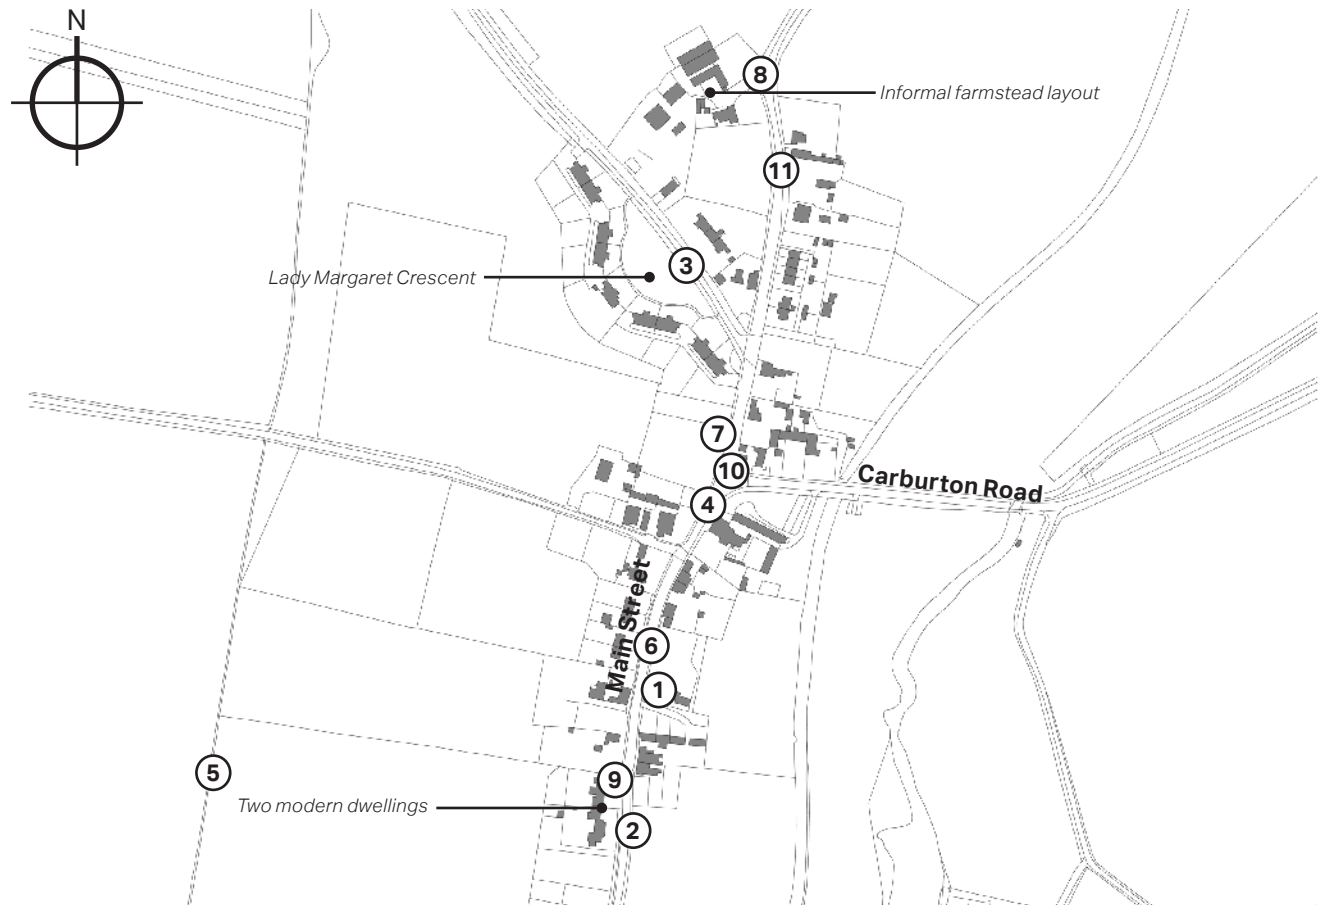 N
8
Informal farmstead layout
11
3
Lady Margaret Crescent
7
10
Carburton Road
4
Main Street
6
1
5
9
Two modern dwellings
2